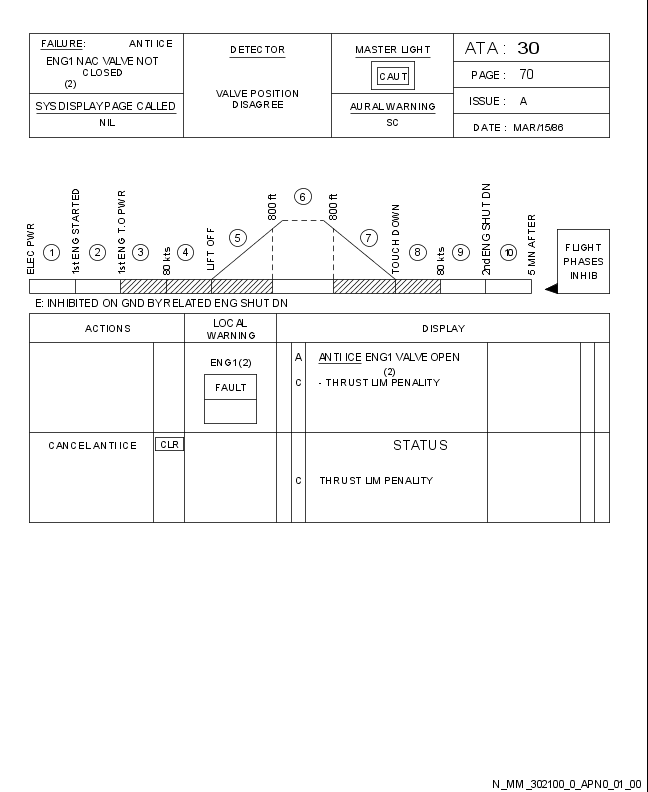 FAILURE: ANTI ICE
ENG1 NAC VALVE NOT
CLOSED
(2)
SYS DISPLAY PAGE CALLED
NIL
DETECTOR
VALVE POSITION
DISAGREE
MASTER LIGHT
CAUT
AURAL WARNING
SC
ATA : 30
PAGE : 70
ISSUE : A
DATE : MAR/15/86
ELEC PWR
1
1st ENG STARTED
2
1st ENG T.O PWR
3
80 kts
4
LIFT OFF
5
800 ft
6
800 ft
7
TOUCH DOWN
8
80 kts
9
2nd ENG SHUT DN
10
5 MN AFTER
FLIGHT
PHASES
INHIB
E: INHIBITED ON GND BY RELATED ENG SHUT DN
ACTIONS
LOCAL
WARNING
DISPLAY
ENG1(2)
FAULT
A ANTI ICE ENG1 VALVE OPEN
(2)
C - THRUST LIM PENALITY
CANCEL ANTI ICE CLR
STATUS
C THRUST LIM PENALITY
N_MM_302100_0_APN0_01_00